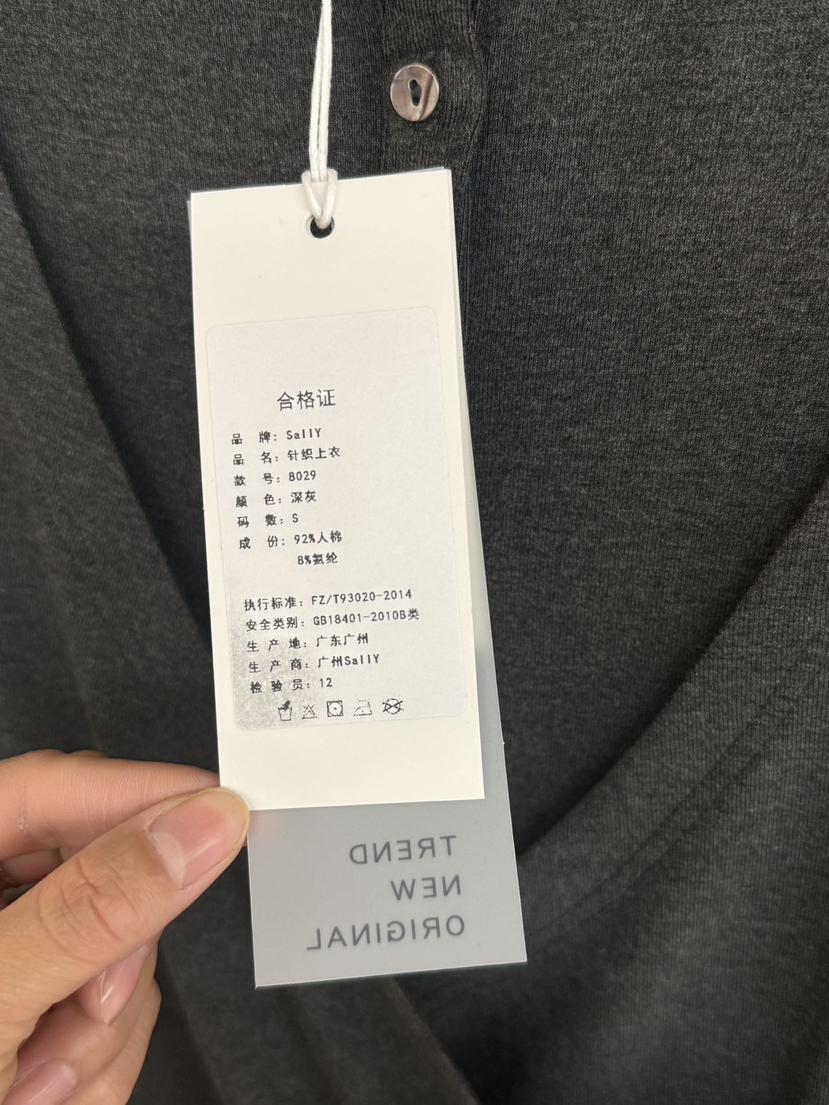 合格证
品 牌：SallY
品 名：针织上衣
款 号：8029
颜 色：深灰
码 数：S
成 份：92%人棉
8%氨纶
执行标准：FZ/T93020-2014
安全类别：GB18401-2010B类
生 产 地：广东广州
生 产 商：广州SallY
检 验 员：12
TREND
NEW
ORIGINAL